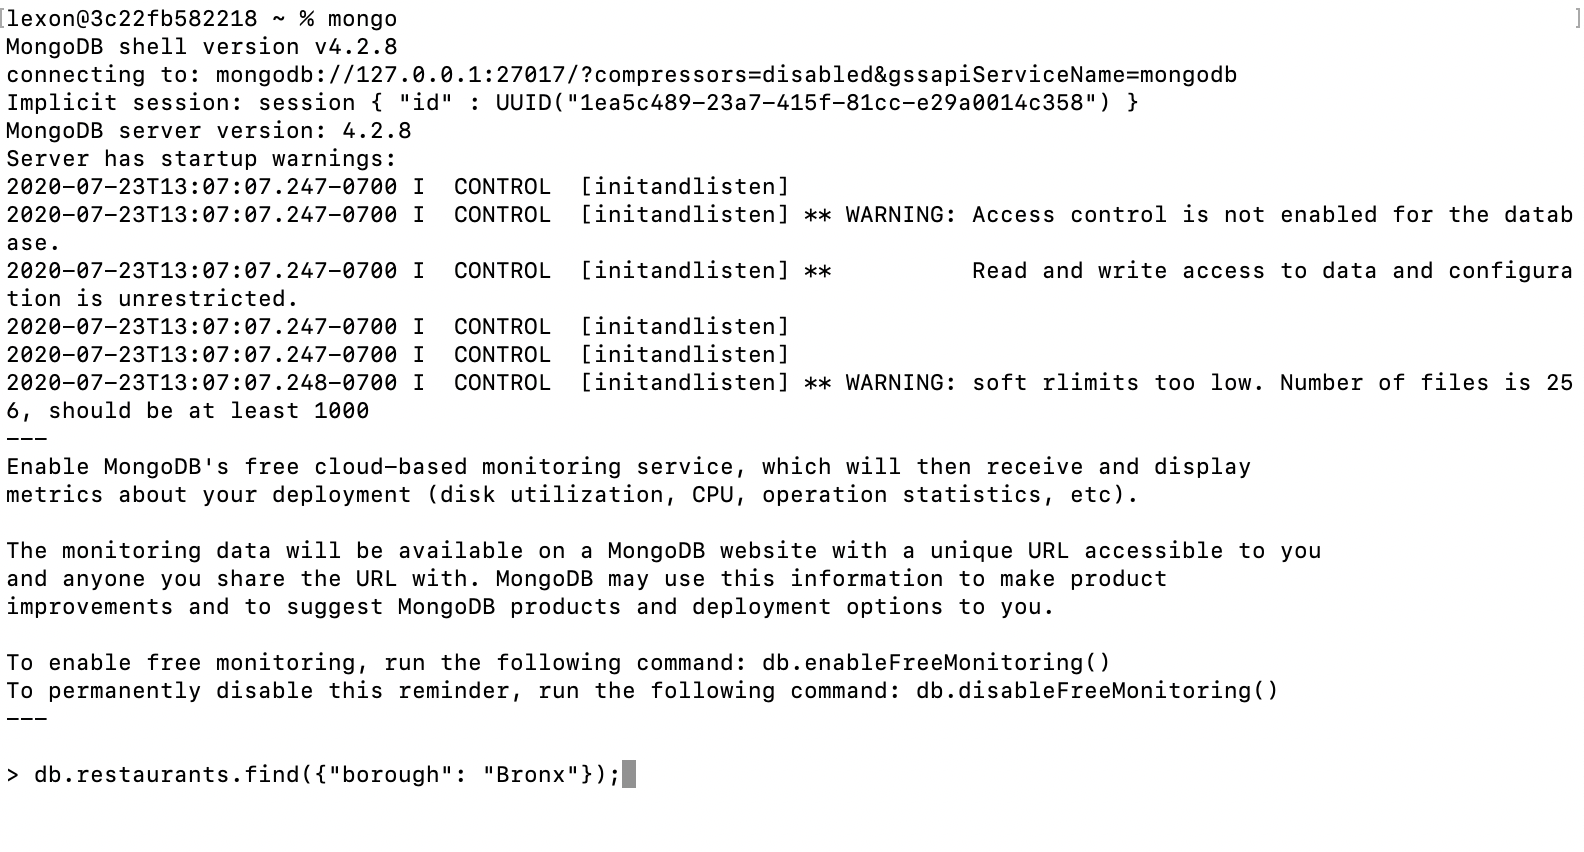 [lexon@3c22fb582218 ~ % mongo ]
MongoDB shell version v4.2.8
connecting to: mongodb://127.0.0.1:27017/?compressors=disabled&gssapiServiceName=mongodb
Implicit session: session { "id" : UUID("1ea5c489-23a7-415f-81cc-e29a0014c358") }
MongoDB server version: 4.2.8
Server has startup warnings:
2020-07-23T13:07:07.247-0700 I  CONTROL  [initandlisten]
2020-07-23T13:07:07.247-0700 I  CONTROL  [initandlisten] ** WARNING: Access control is not enabled for the datab
ase.
2020-07-23T13:07:07.247-0700 I  CONTROL  [initandlisten] **          Read and write access to data and configura
tion is unrestricted.
2020-07-23T13:07:07.247-0700 I  CONTROL  [initandlisten]
2020-07-23T13:07:07.247-0700 I  CONTROL  [initandlisten]
2020-07-23T13:07:07.248-0700 I  CONTROL  [initandlisten] ** WARNING: soft rlimits too low. Number of files is 25
6, should be at least 1000
---
Enable MongoDB's free cloud-based monitoring service, which will then receive and display
metrics about your deployment (disk utilization, CPU, operation statistics, etc).
The monitoring data will be available on a MongoDB website with a unique URL accessible to you
and anyone you share the URL with. MongoDB may use this information to make product
improvements and to suggest MongoDB products and deployment options to you.
To enable free monitoring, run the following command: db.enableFreeMonitoring()
To permanently disable this reminder, run the following command: db.disableFreeMonitoring()
---
> db.restaurants.find({"borough": "Bronx"});